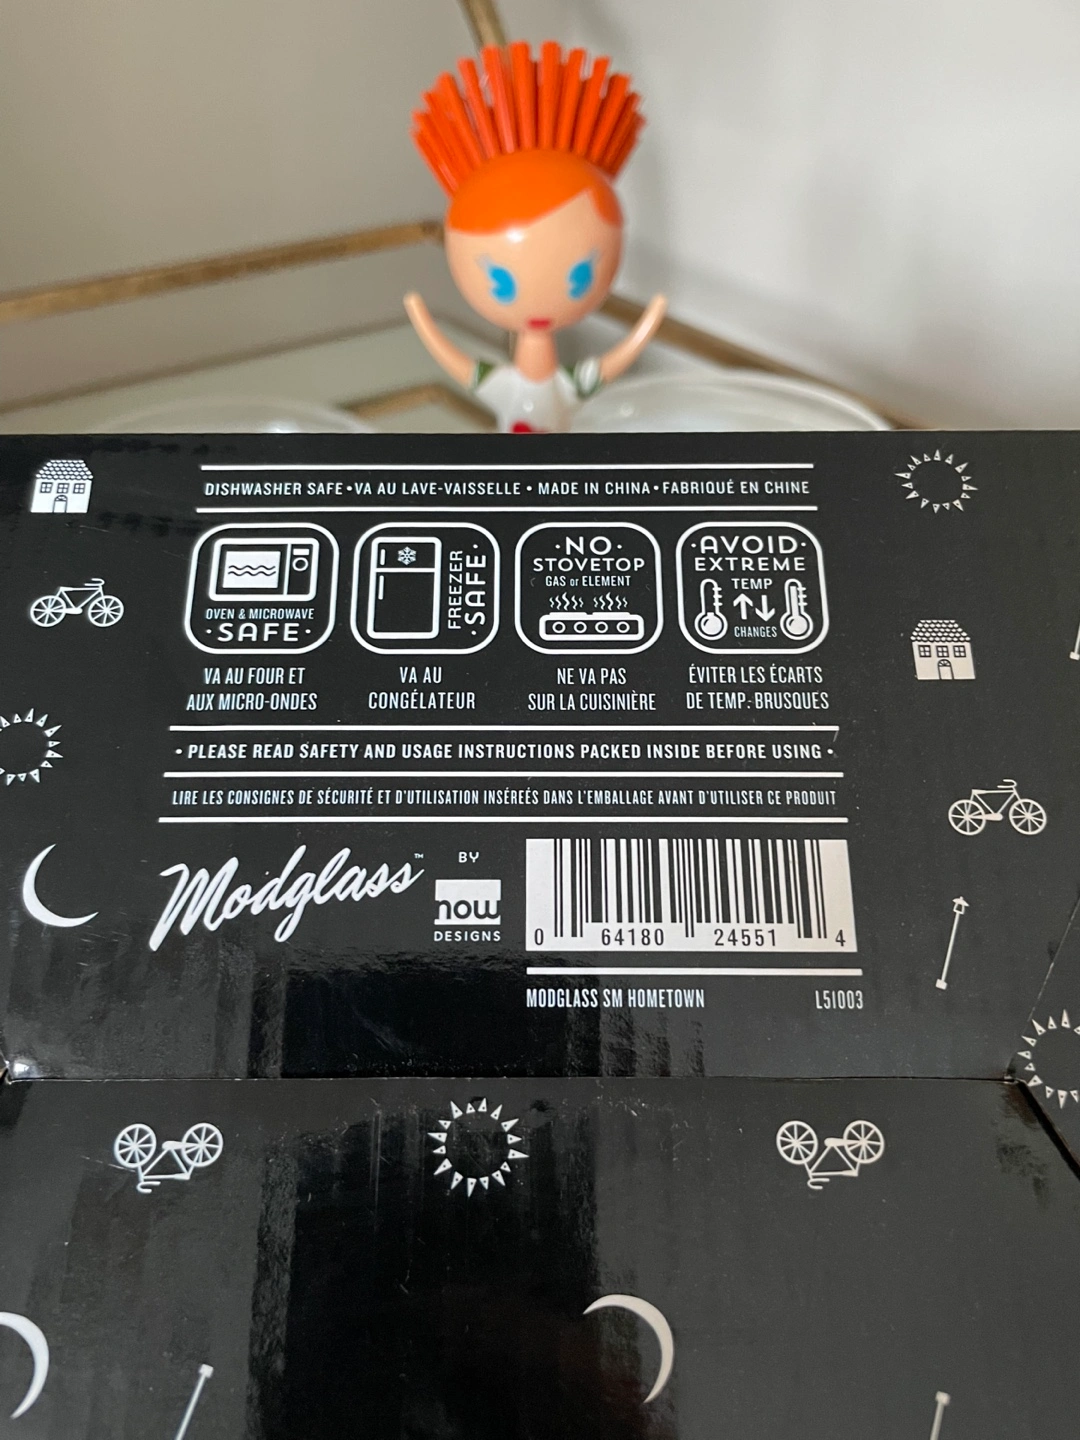 DISHWASHER SAFE • VA AU LAVE-VAISSELLE • MADE IN CHINA • FABRIQUÉ EN CHINE
OVEN & MICROWAVE
• SAFE •
VA AU FOUR ET
AUX MICRO-ONDES
FREEZER
• SAFE •
VA AU
CONGÉLATEUR
• NO •
STOVETOP
GAS or ELEMENT
NE VA PAS
SUR LA CUISINIÈRE
• AVOID •
EXTREME
TEMP
CHANGES
ÉVITER LES ÉCARTS
DE TEMP. BRUSQUES
• PLEASE READ SAFETY AND USAGE INSTRUCTIONS PACKED INSIDE BEFORE USING •
LIRE LES CONSIGNES DE SÉCURITÉ ET D'UTILISATION INSÉREÉS DANS L'EMBALLAGE AVANT D'UTILISER CE PRODUIT
Modglass™
BY
now
DESIGNS
0 64180 24551 4
MODGLASS SM HOMETOWN L51003